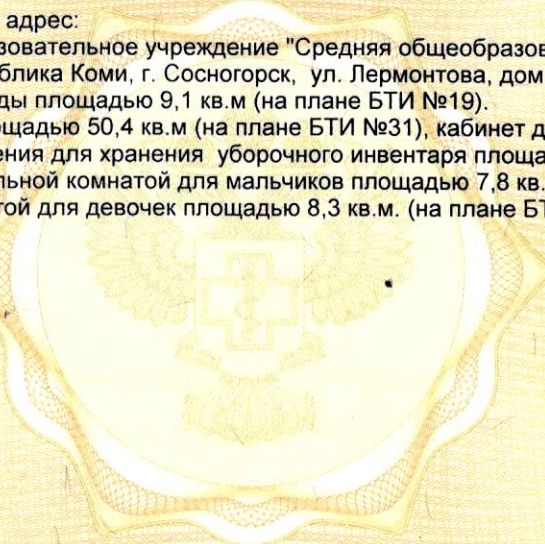 адрес:
зовательное учреждение "Средняя общеобразов
блика Коми, г. Сосногорск, ул. Лермонтова, дом
ды площадью 9,1 кв.м (на плане БТИ №19).
щадью 50,4 кв.м (на плане БТИ №31), кабинет д
ения для хранения уборочного инвентаря площа
льной комнатой для мальчиков площадью 7,8 кв.
той для девочек площадью 8,3 кв.м. (на плане БТ